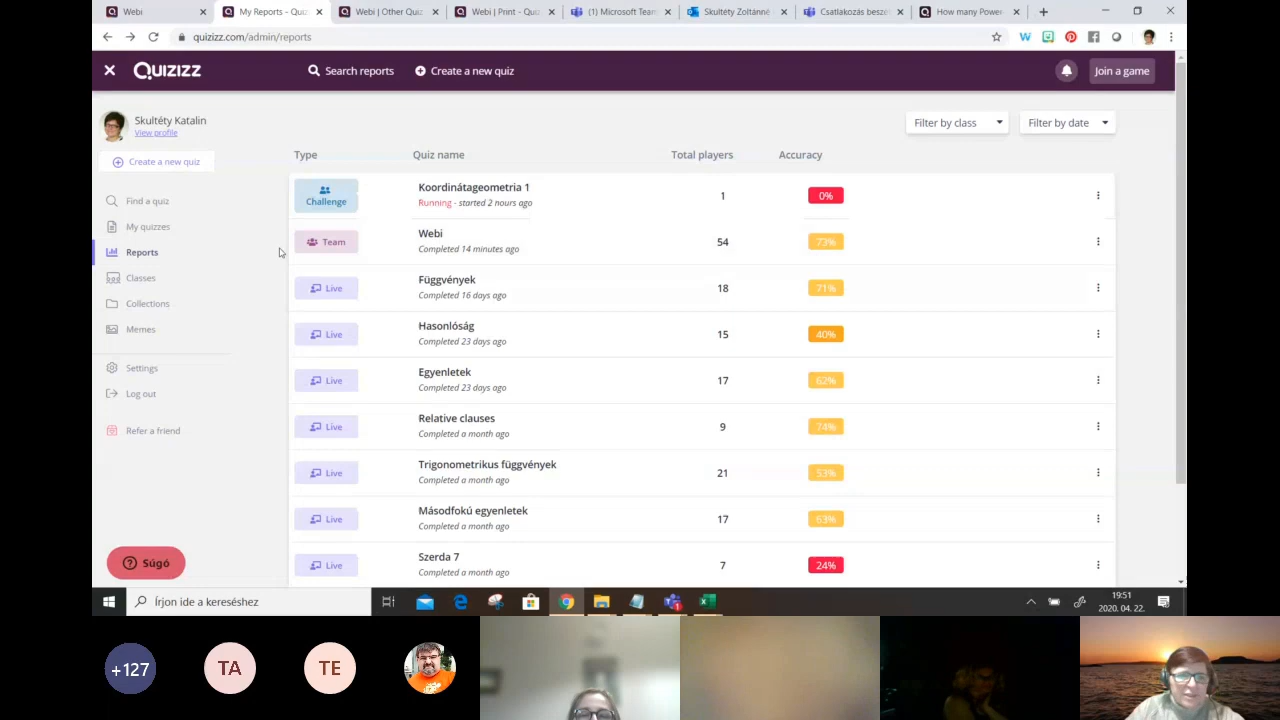 Webi
My Reports - Quiz
Webi | Other Quiz
Webi | Print - Quiz
(1) Microsoft Team
Skultéty Zoltánné
Csatlakozás beszé
How many Power
quizizz.com/admin/reports
Quizizz
Search reports
Create a new quiz
Join a game
Skultéty Katalin
View profile
Filter by class
Filter by date
Create a new quiz
Type
Quiz name
Total players
Accuracy
Find a quiz
My quizzes
Reports
Classes
Collections
Memes
Settings
Log out
Refer a friend
Challenge
Koordinátageometria 1
Running - started 2 hours ago
1
0%
Team
Webi
Completed 14 minutes ago
54
73%
Live
Függvények
Completed 16 days ago
18
71%
Live
Hasonlóság
Completed 23 days ago
15
40%
Live
Egyenletek
Completed 23 days ago
17
62%
Live
Relative clauses
Completed a month ago
9
74%
Live
Trigonometrikus függvények
Completed a month ago
21
53%
Live
Másodfokú egyenletek
Completed a month ago
17
63%
Live
Szerda 7
Completed a month ago
7
24%
Súgó
Írjon ide a kereséshez
19:51
2020. 04. 22.
+127
TA
TE